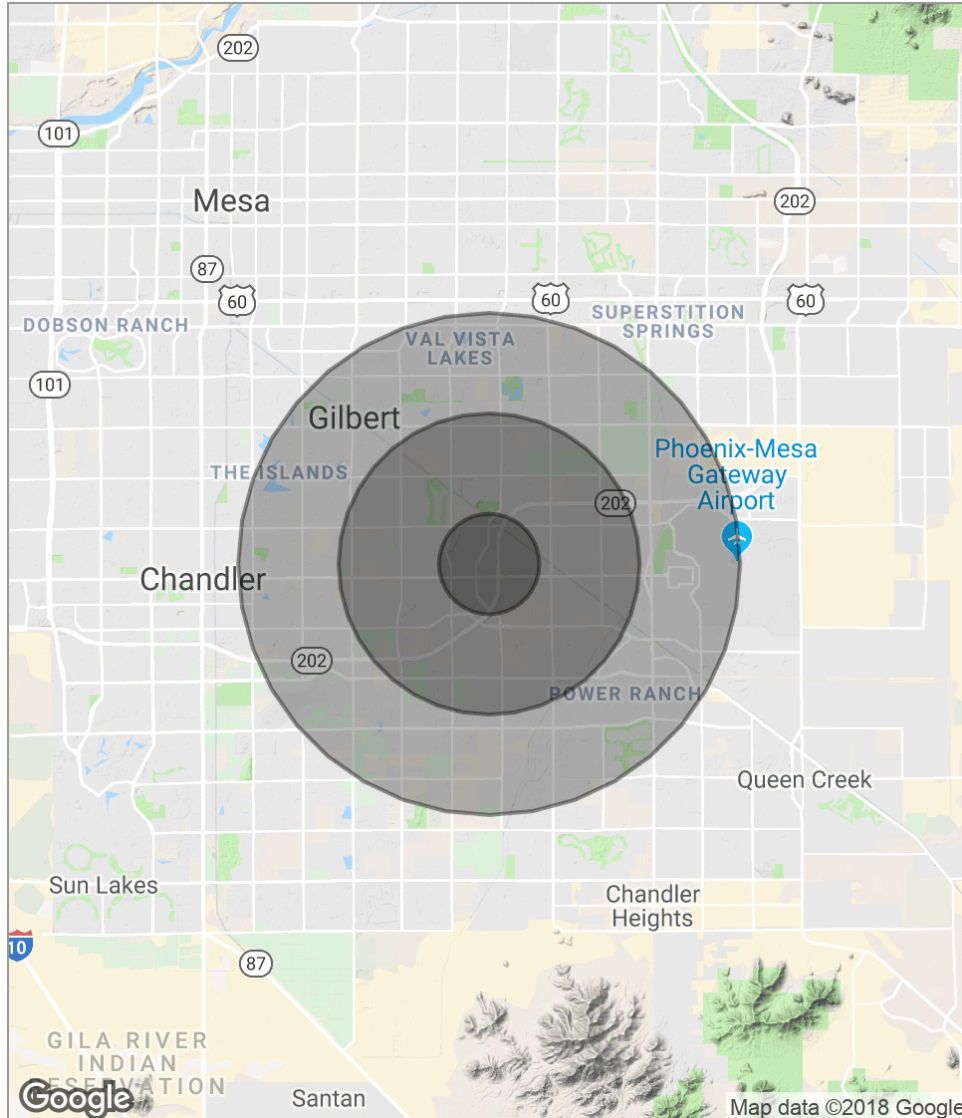 202
101
Mesa
202
87
60
60
60
DOBSON RANCH
SUPERSTITION
SPRINGS
VAL VISTA
LAKES
101
Gilbert
THE ISLANDS
Phoenix-Mesa
Gateway
Airport
202
Chandler
202
POWER RANCH
Queen Creek
Sun Lakes
Chandler
Heights
10
87
GILA RIVER
INDIAN
ESERVATION
Google
Santan
Map data ©2018 Google